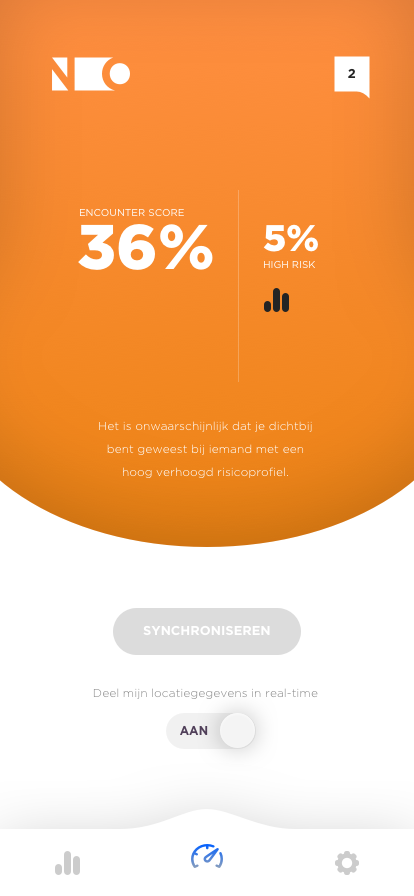 NEO
2
ENCOUNTER SCORE
36%
5%
HIGH RISK
Het is onwaarschijnlijk dat je dichtbij
bent geweest bij iemand met een
hoog verhoogd risicoprofiel.
SYNCHRONISEREN
Deel mijn locatiegegevens in real-time
AAN